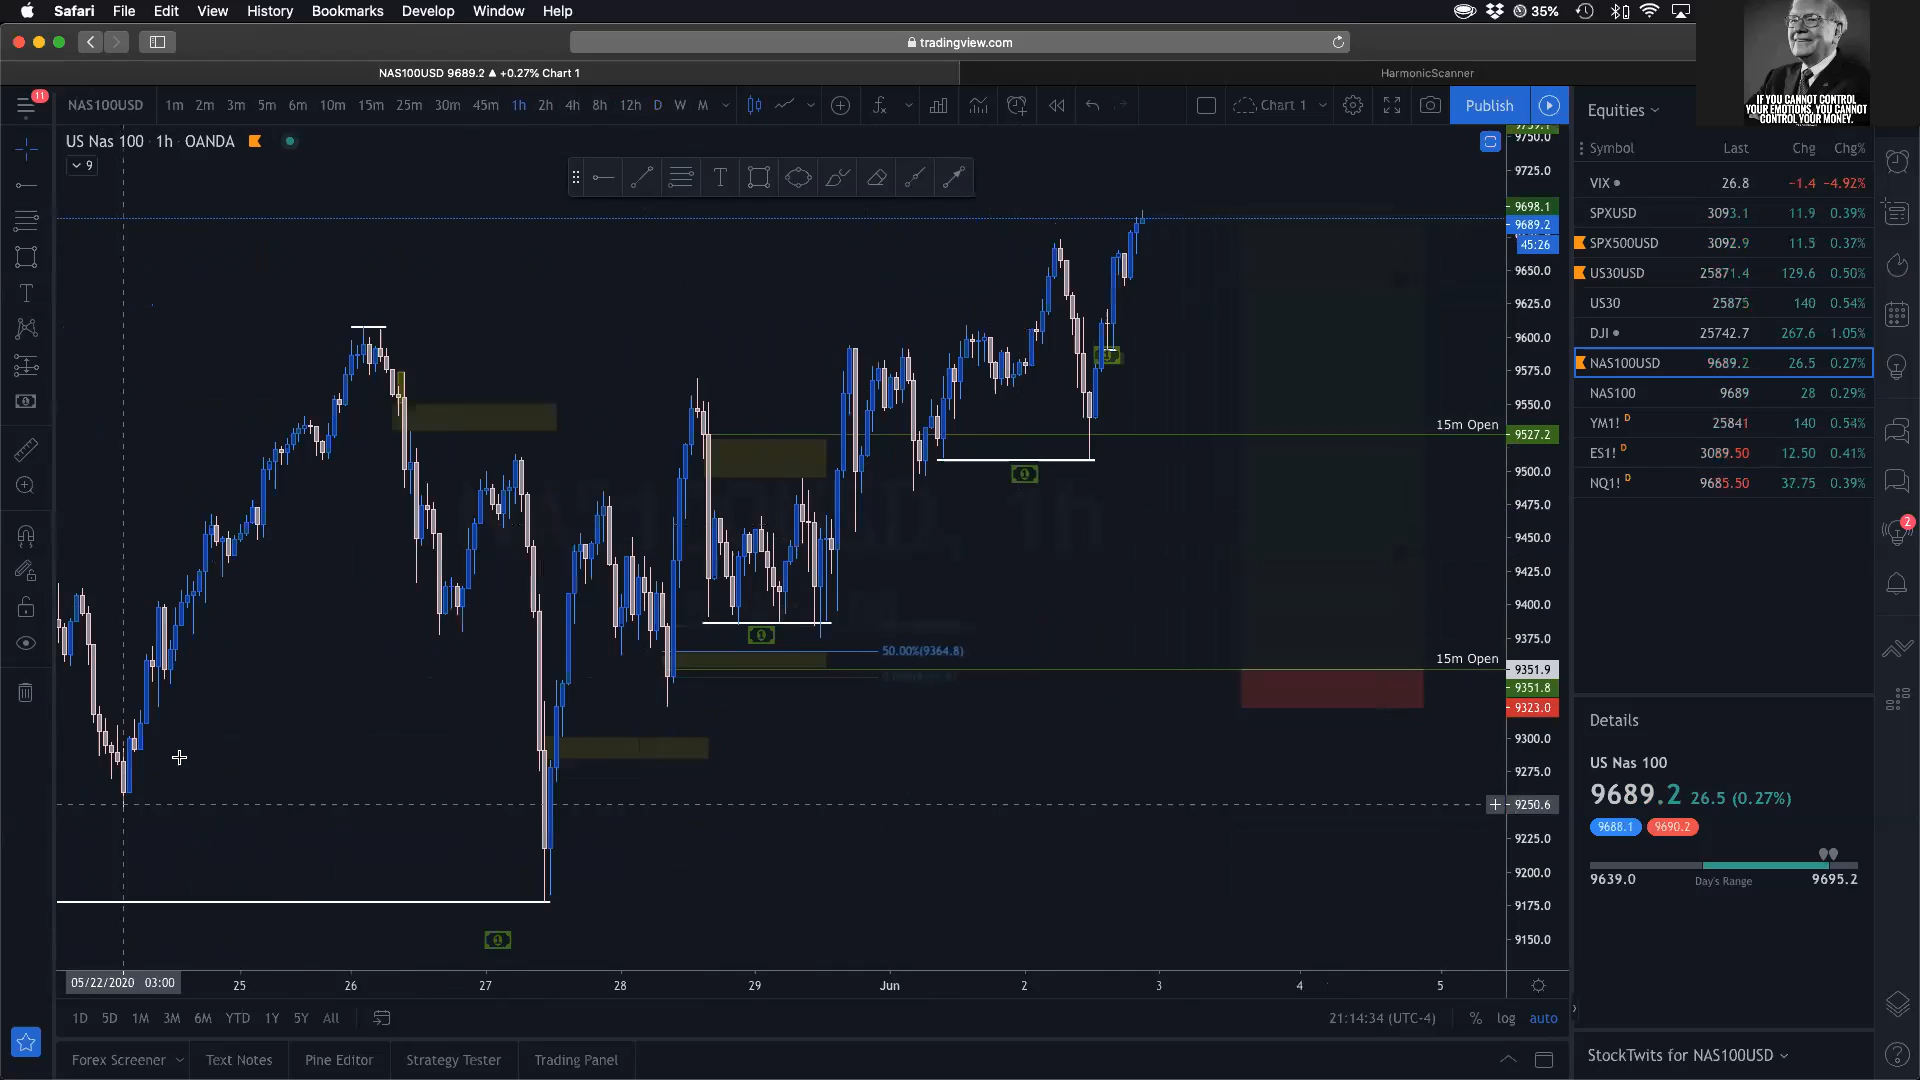 Safari File Edit View History Bookmarks Develop Window Help
35%
tradingview.com
NAS100USD 9689.2 ▲ +0.27% Chart 1
HarmonicScanner
IF YOU CANNOT CONTROL
YOUR EMOTIONS, YOU CANNOT
CONTROL YOUR MONEY.
11
NAS100USD 1m 2m 3m 5m 6m 10m 15m 25m 30m 45m 1h 2h 4h 8h 12h D W M
Chart 1
Publish
Equities
US Nas 100 · 1h · OANDA
9
Symbol Last Chg Chg%
VIX 26.8 −1.4 −4.92%
SPXUSD 3093.1 11.9 0.39%
SPX500USD 3092.9 11.5 0.37%
US30USD 25871.4 129.6 0.50%
US30 25875 140 0.54%
DJI 25742.7 267.6 1.05%
NAS100USD 9689.2 26.5 0.27%
NAS100 9689 28 0.29%
YM1! D 25841 140 0.54%
ES1! D 3089.50 12.50 0.41%
NQ1! D 9685.50 37.75 0.39%
2
9750.0
9725.0
9698.1
9689.2
45:26
9650.0
9625.0
9600.0
9575.0
9550.0
15m Open
9527.2
9500.0
9475.0
9450.0
9425.0
9400.0
9375.0
50.00%(9364.8)
15m Open
9351.9
9351.8
9323.0
9300.0
9275.0
9250.6
9225.0
9200.0
9175.0
9150.0
Details
US Nas 100
9689.2 26.5 (0.27%)
9688.1 9690.2
9639.0 Day's Range 9695.2
05/22/2020 03:00 25 26 27 28 29 Jun 2 3 4 5
1D 5D 1M 3M 6M YTD 1Y 5Y All
21:14:34 (UTC-4) % log auto
Forex Screener Text Notes Pine Editor Strategy Tester Trading Panel
StockTwits for NAS100USD